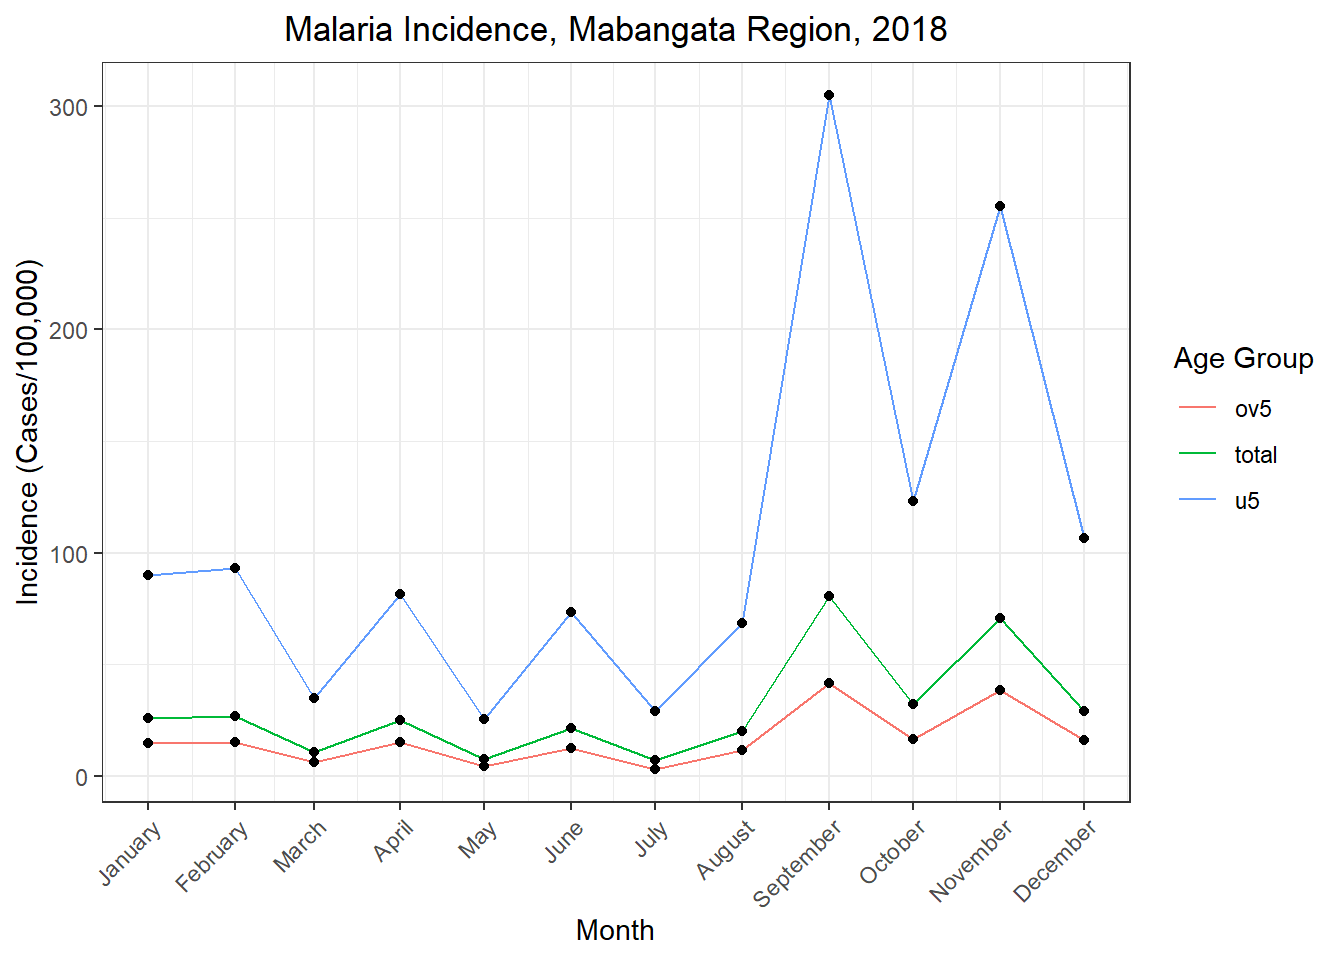 Malaria Incidence, Mabangata Region, 2018
Incidence (Cases/100,000)
300
200
100
0
January
February
March
April
May
June
July
August
September
October
November
December
Month
Age Group
ov5
total
u5